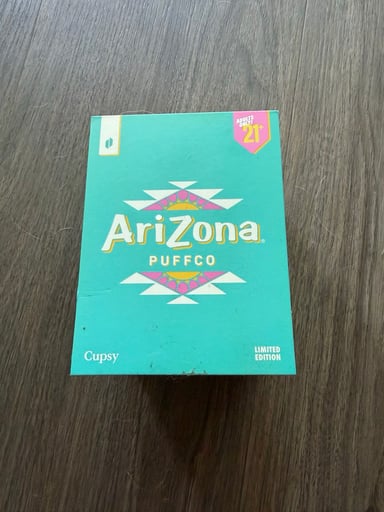 ADULTS
ONLY!
21+
AriZona
PUFFCO
Cupsy
LIMITED
EDITION